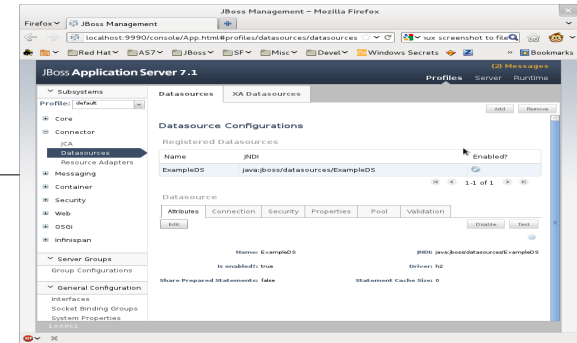 JBoss Management - Mozilla Firefox
Firefox JBoss Management
localhost:9990/console/App.html#profiles/datasources/datasources ux screenshot to file
Red Hat AS7 JBoss SF Misc Devel Windows Secrets Z » Bookmarks
(2) Messages
JBoss Application Server 7.1
Profiles Server Runtime
Subsystems
Profile: default
Core
Connector
JCA
Datasources
Resource Adapters
Messaging
Container
Security
Web
OSGi
Infinispan
Server Groups
Group Configurations
General Configuration
Interfaces
Socket Binding Groups
System Properties
Datasources XA Datasources
Add Remove
Datasource Configurations
Registered Datasources
Name JNDI Enabled?
ExampleDS java:jboss/datasources/ExampleDS
1-1 of 1
Datasource
Attributes Connection Security Properties Pool Validation
Edit Disable Test
Name: ExampleDS JNDI: java:jboss/datasources/ExampleDS
Is enabled?: true Driver: h2
Share Prepared Statements: false Statement Cache Size: 0